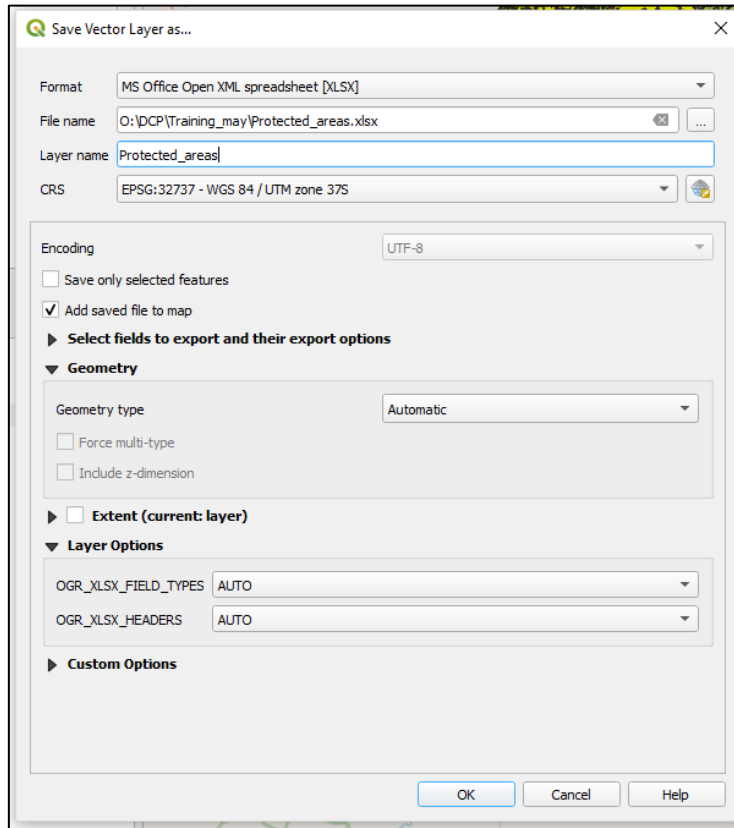 Save Vector Layer as...
Format MS Office Open XML spreadsheet [XLSX]
File name O:\DCP\Training_may\Protected_areas.xlsx ...
Layer name Protected_areas
CRS EPSG:32737 - WGS 84 / UTM zone 37S
Encoding UTF-8
Save only selected features
Add saved file to map
Select fields to export and their export options
Geometry
Geometry type Automatic
Force multi-type
Include z-dimension
Extent (current: layer)
Layer Options
OGR_XLSX_FIELD_TYPES AUTO
OGR_XLSX_HEADERS AUTO
Custom Options
OK Cancel Help